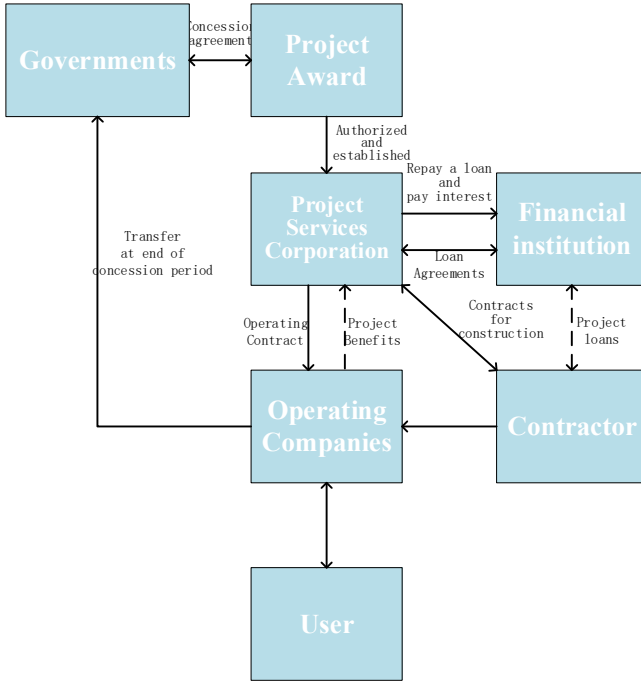 Concession
agreement
Governments
Project
Award
Authorized
and
established
Repay a loan
and
pay interest
Project
Services
Corporation
Financial
institution
Transfer
at end of
concession period
Loan
Agreements
Operating
Contract
Project
Benefits
Contracts
for
construction
Project
loans
Operating
Companies
Contractor
User